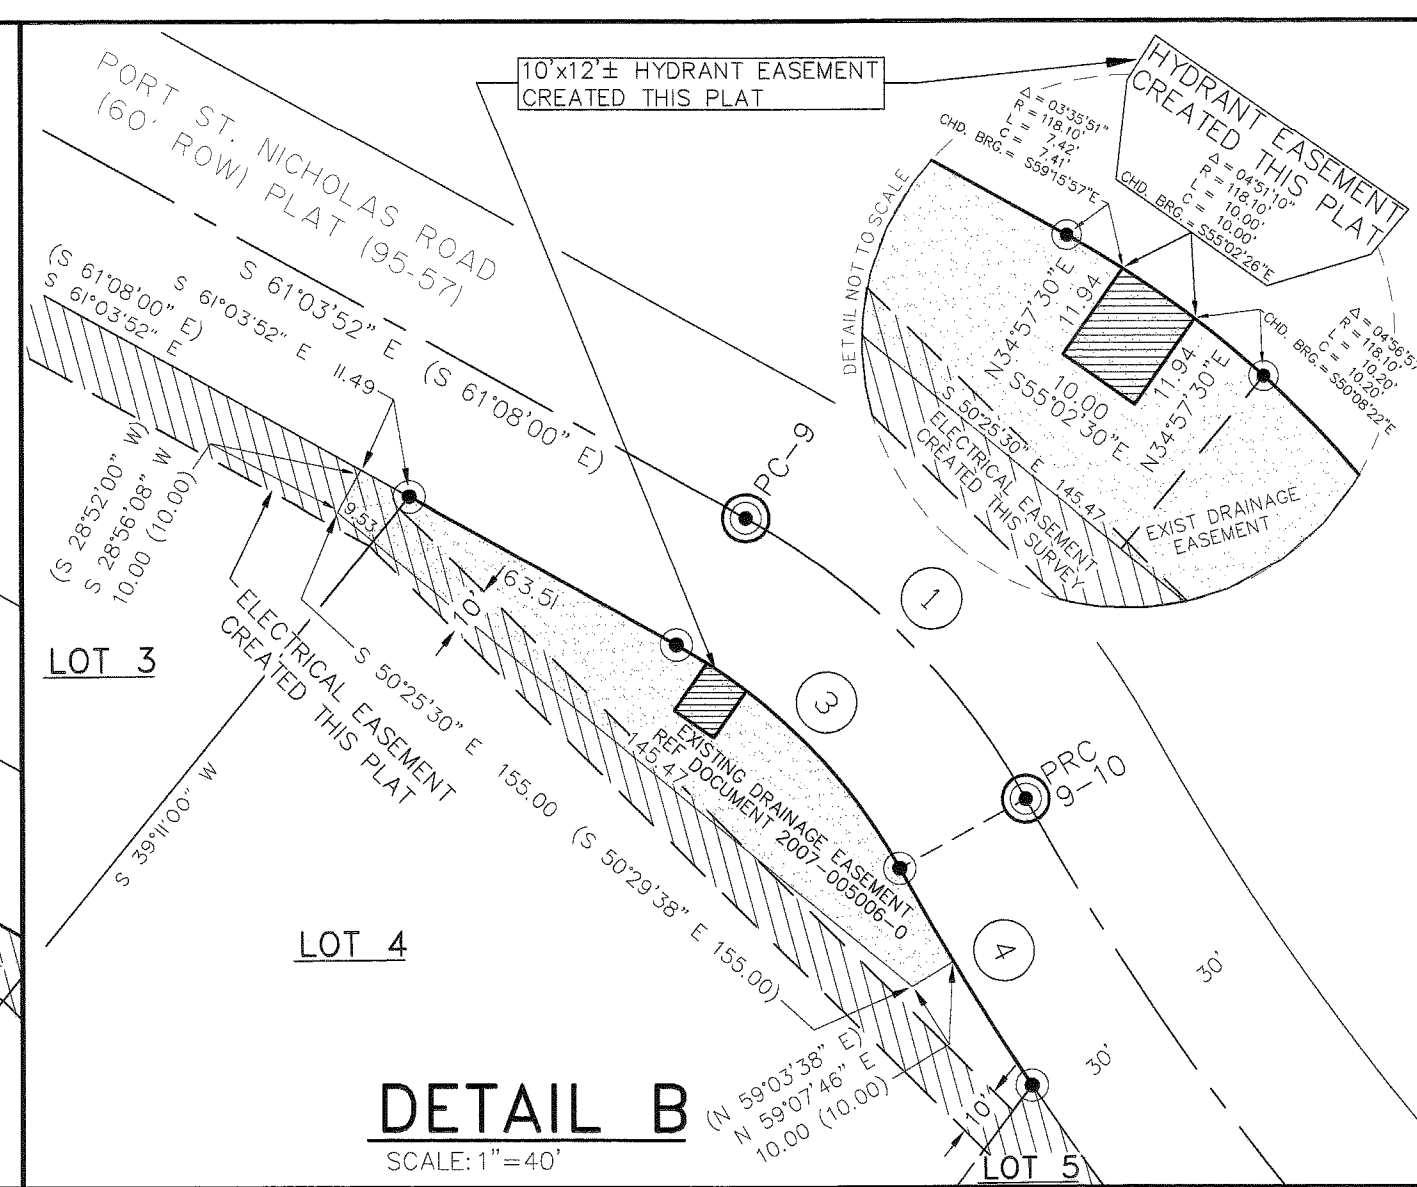 PORT ST. NICHOLAS ROAD
(60' ROW) PLAT (95-57)
10'x12'± HYDRANT EASEMENT
CREATED THIS PLAT
S 61°03'52" E (S 61°08'00" E)
(S 61°08'00" E)
S 61°03'52" E
S 61°03'52" E
11.49
(S 28°52'00" W)
S 28°56'08" W
10.00 (10.00)
9.53
ELECTRICAL EASEMENT
CREATED THIS PLAT
LOT 3
S 39°11'00" W
LOT 4
S 50°25'30" E 155.00 (S 50°29'38" E 155.00)
163.51
10'
145.47
EXISTING DRAINAGE EASEMENT
REF DOCUMENT 2007-005006-0
PC-9
1
3
PRC
9-10
4
30'
30'
(N 59°03'38" E)
N 59°07'46" E
10.00 (10.00)
10'
LOT 5
DETAIL B
SCALE: 1"=40'
HYDRANT EASEMENT
CREATED THIS PLAT
Δ = 03°35'51"
R = 118.10'
L = 7.42'
C = 7.41'
CHD. BRG.= S59°15'57"E
Δ = 04°51'10"
R = 118.10'
L = 10.00'
C = 10.00'
CHD. BRG.= S55°02'26"E
Δ = 04°56'57
R = 118.10'
L = 10.20'
C = 10.20'
CHD. BRG.= S50°08'22"E
DETAIL NOT TO SCALE
N34°57'30"E
11.94
10.00
S55°02'30"E
11.94
N34°57'30"E
S 50°25'30" E 145.47
ELECTRICAL EASEMENT
CREATED THIS SURVEY
EXIST DRAINAGE
EASEMENT